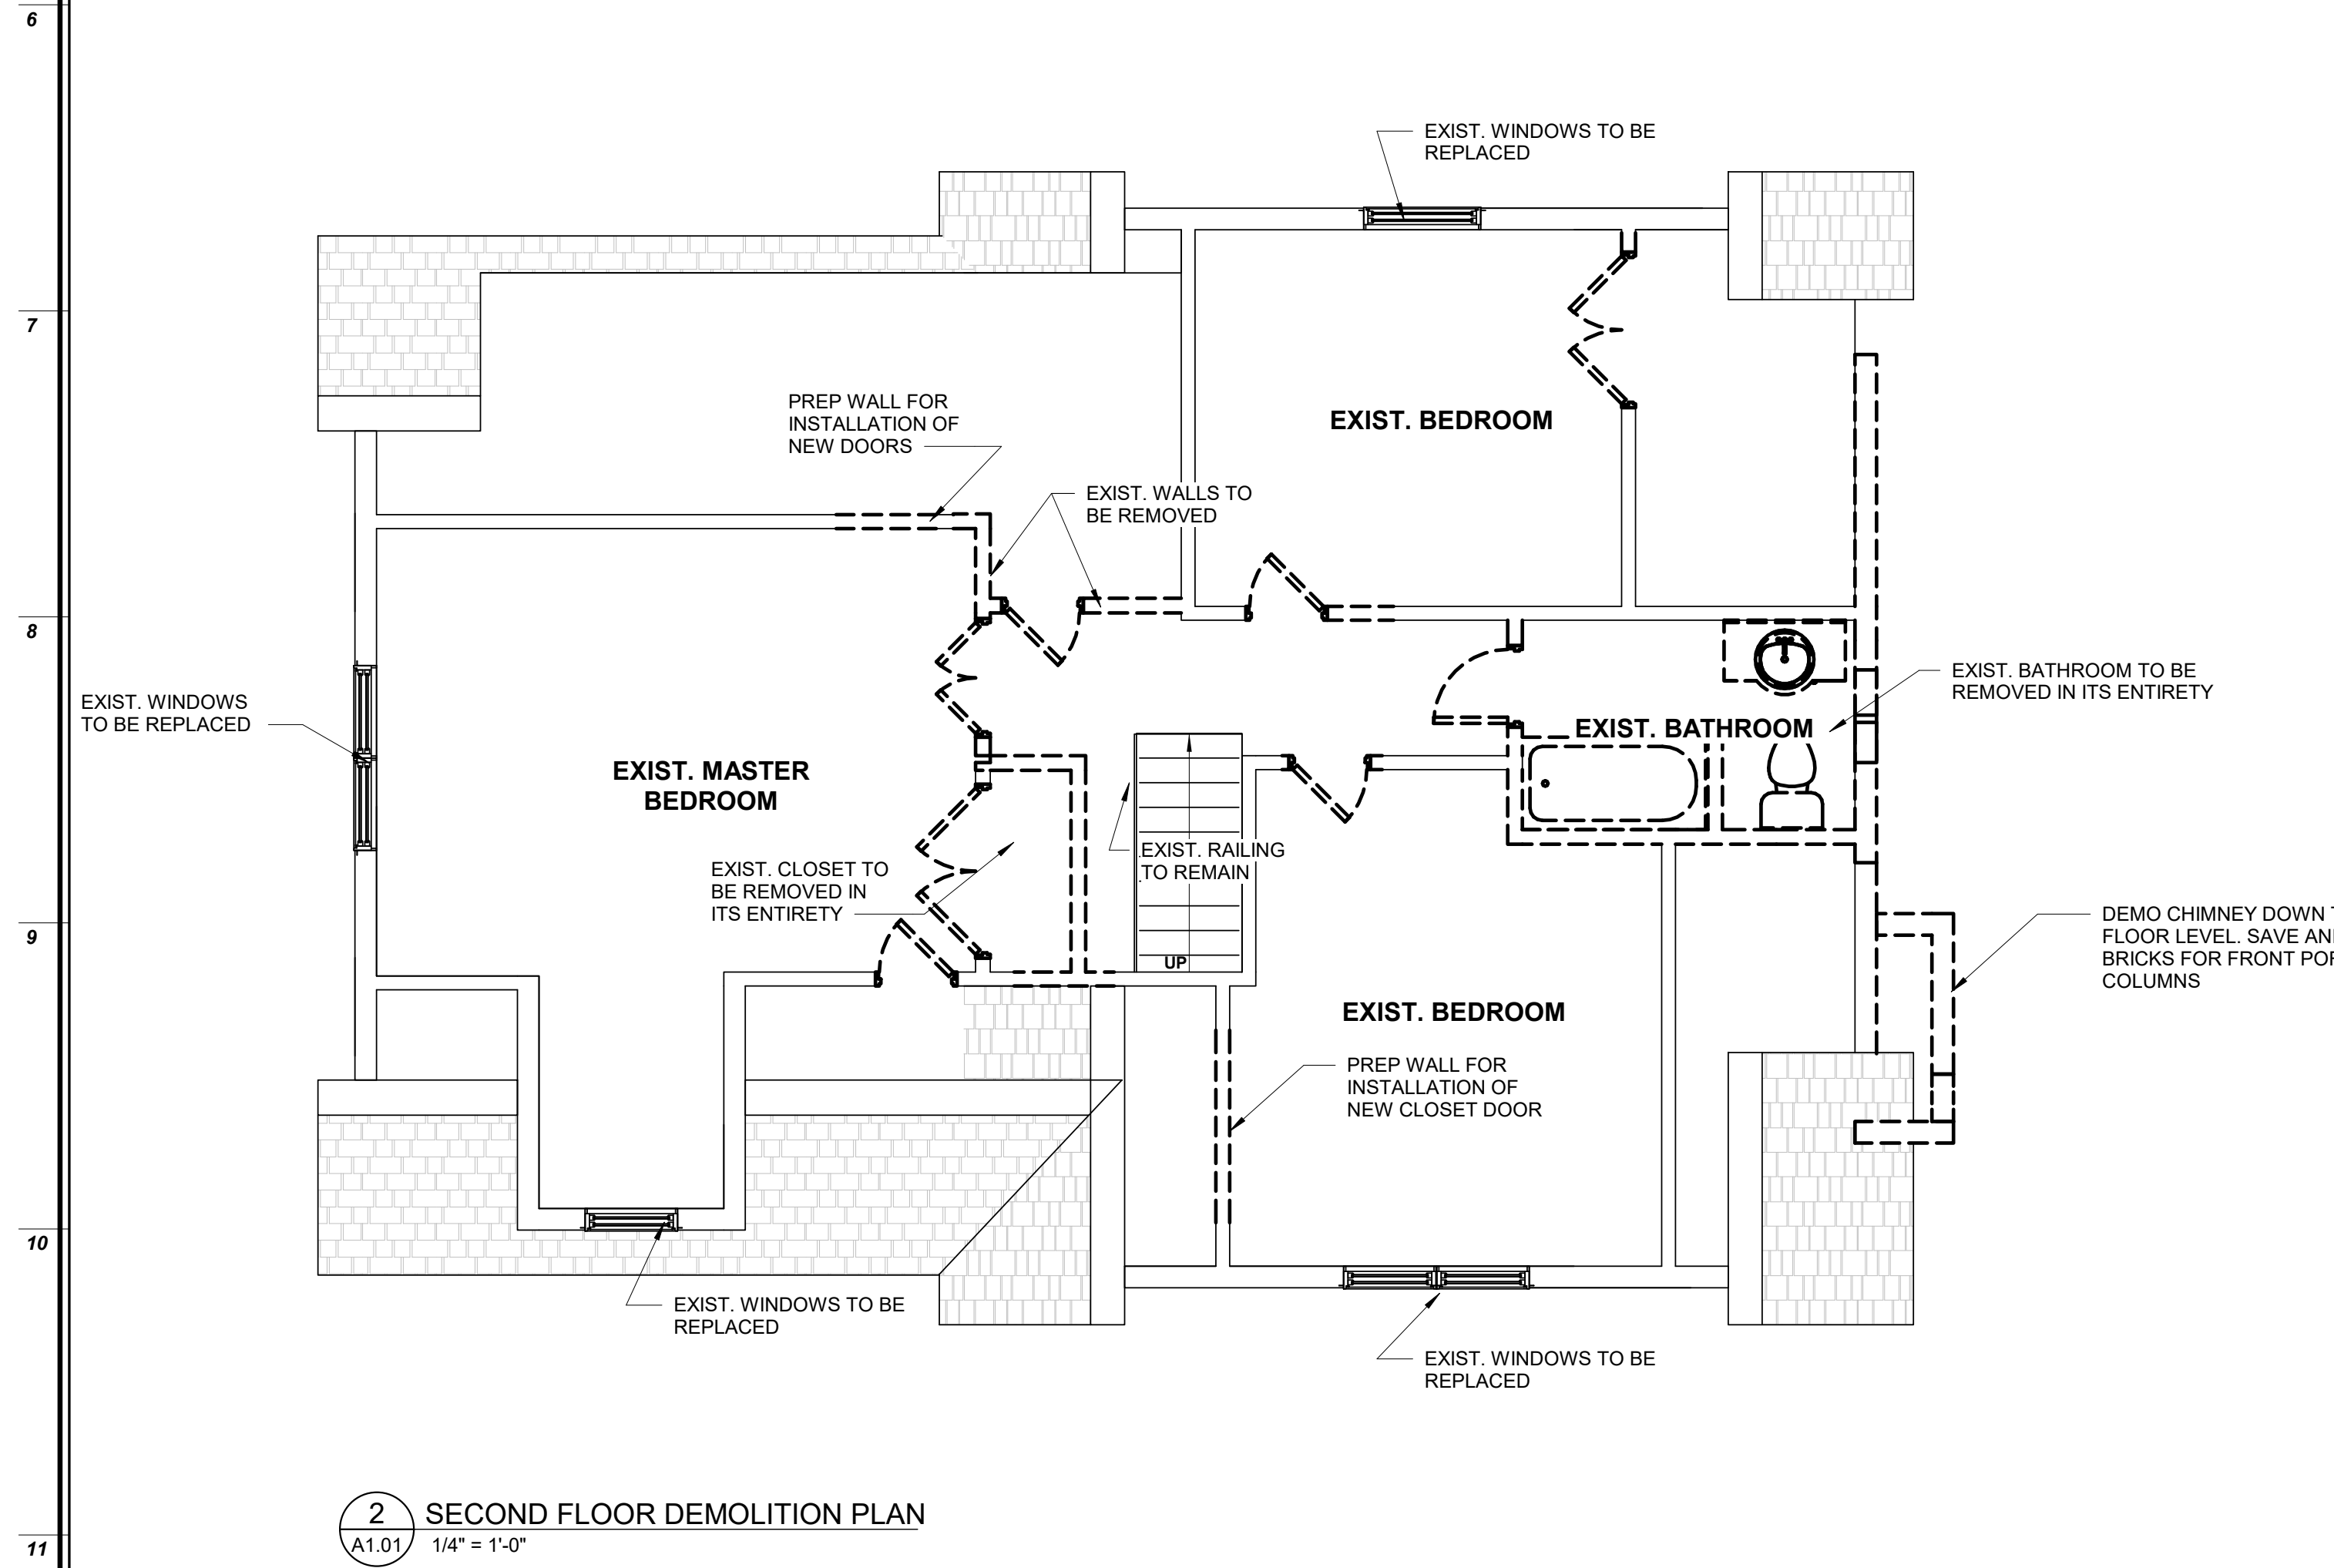 6
EXIST. WINDOWS TO BE
REPLACED
7
PREP WALL FOR
INSTALLATION OF
NEW DOORS
EXIST. BEDROOM
EXIST. WALLS TO
BE REMOVED
8
EXIST. WINDOWS
TO BE REPLACED
EXIST. BATHROOM TO BE
REMOVED IN ITS ENTIRETY
EXIST. BATHROOM
EXIST. MASTER
BEDROOM
EXIST. RAILING
TO REMAIN
EXIST. CLOSET TO
BE REMOVED IN
ITS ENTIRETY
9
DEMO CHIMNEY DOWN
FLOOR LEVEL. SAVE
BRICKS FOR FRONT
COLUMNS
UP
EXIST. BEDROOM
PREP WALL FOR
INSTALLATION OF
NEW CLOSET DOOR
10
EXIST. WINDOWS TO BE
REPLACED
EXIST. WINDOWS TO BE
REPLACED
2
SECOND FLOOR DEMOLITION PLAN
A1.01
1/4" = 1'-0"
11